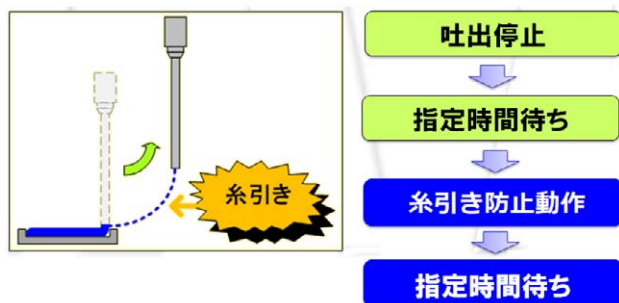 糸引き
吐出停止
指定時間待ち
糸引き防止動作
指定時間待ち